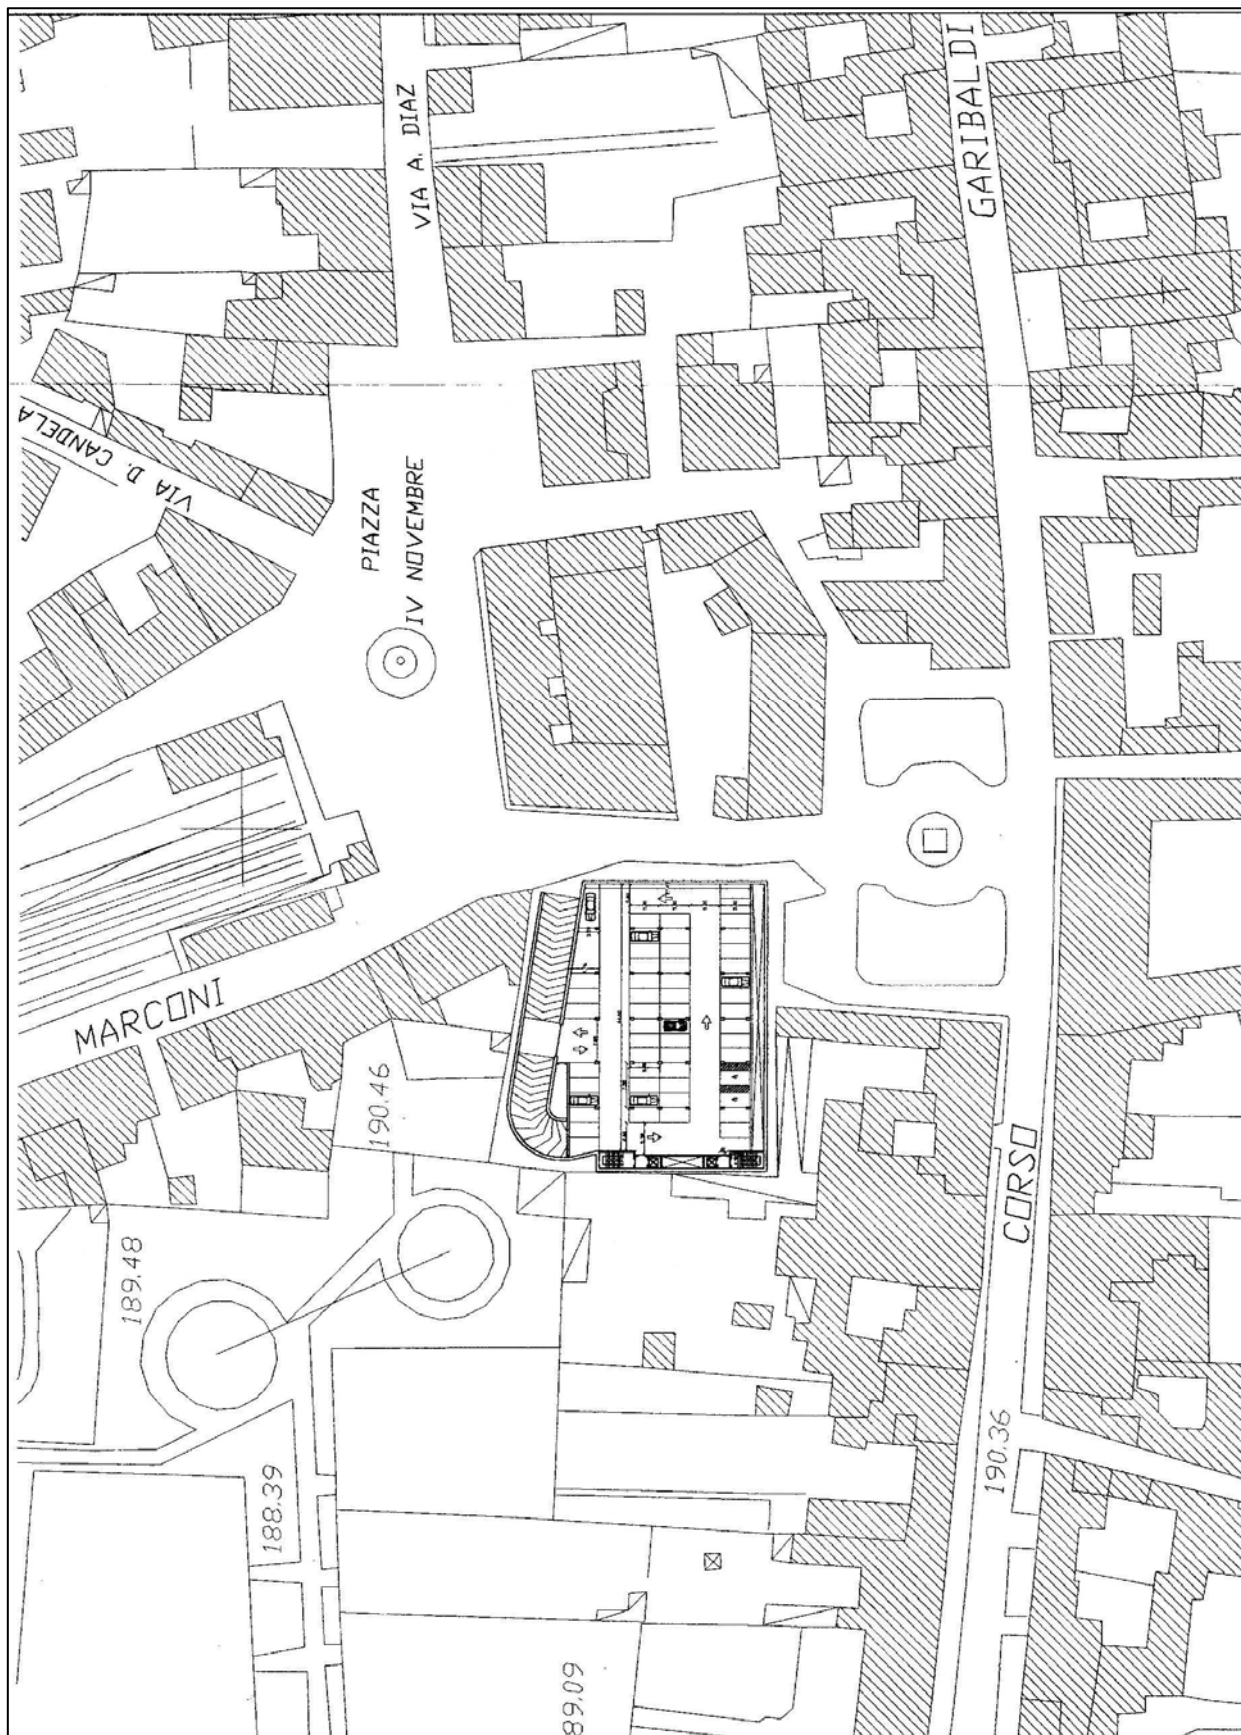 GARIBALDI
VIA A. DIAZ
VIA D. CANDELA
PIAZZA
IV NOVEMBRE
MARCONI
190.46
CORSO
189.48
190.36
188.39
89.09